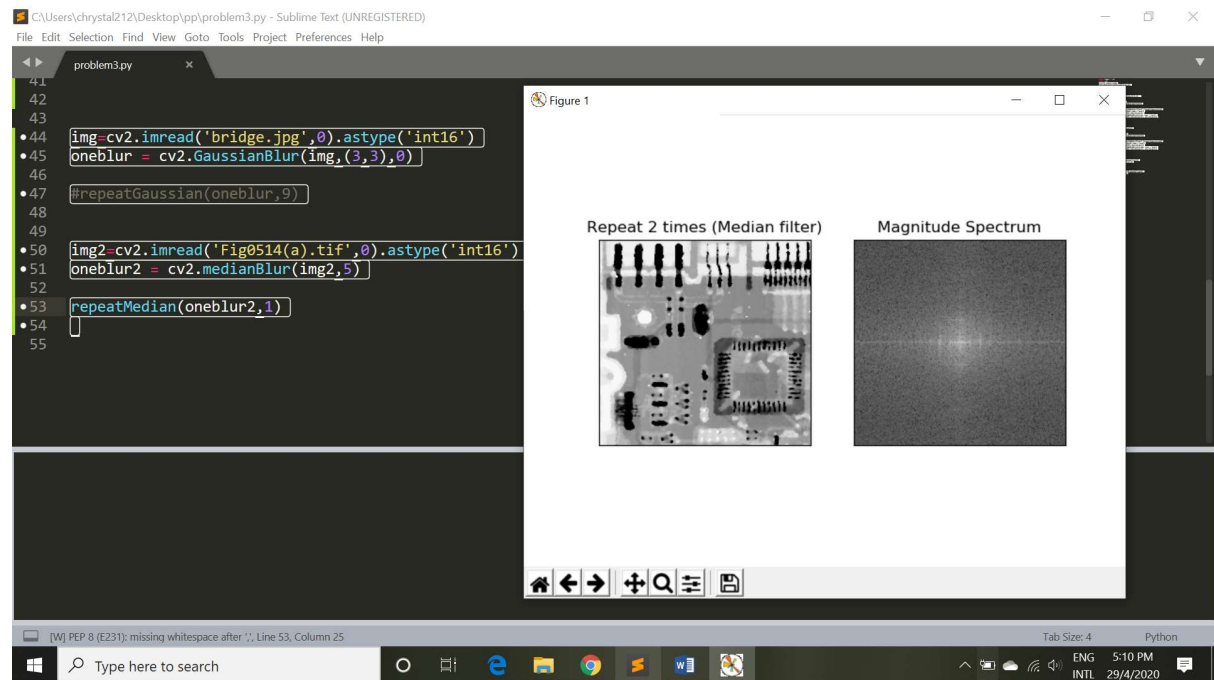 C:\Users\chrystal212\Desktop\pp\problem3.py - Sublime Text (UNREGISTERED)
File Edit Selection Find View Goto Tools Project Preferences Help
problem3.py
41
42
43
44 img=cv2.imread('bridge.jpg',0).astype('int16')
45 oneblur = cv2.GaussianBlur(img,(3,3),0)
46
47 #repeatGaussian(oneblur,9)
48
49
50 img2=cv2.imread('Fig0514(a).tif',0).astype('int16')
51 oneblur2 = cv2.medianBlur(img2,5)
52
53 repeatMedian(oneblur2,1)
54
55
Figure 1
Repeat 2 times (Median filter) Magnitude Spectrum
[W] PEP 8 (E231): missing whitespace after ',', Line 53, Column 25 Tab Size: 4 Python
Type here to search
ENG 5:10 PM
INTL 29/4/2020